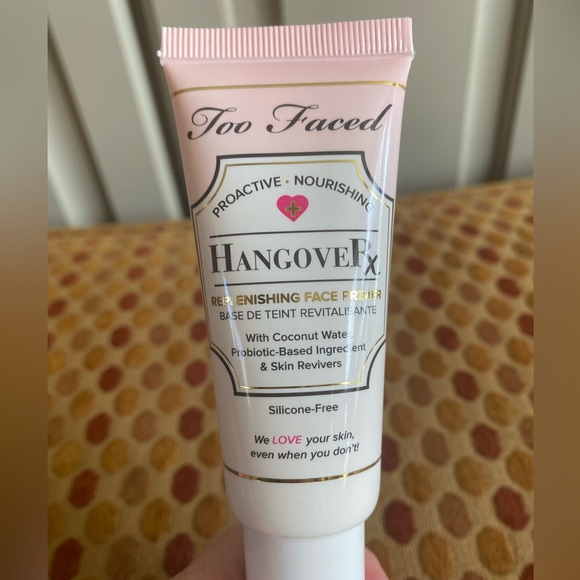 Too Faced
PROACTIVE • NOURISHING
HANGOVERx
REPLENISHING FACE PRIMER
BASE DE TEINT REVITALISANTE
With Coconut Water,
Probiotic-Based Ingredient
& Skin Revivers
Silicone-Free
We LOVE your skin,
even when you don't!